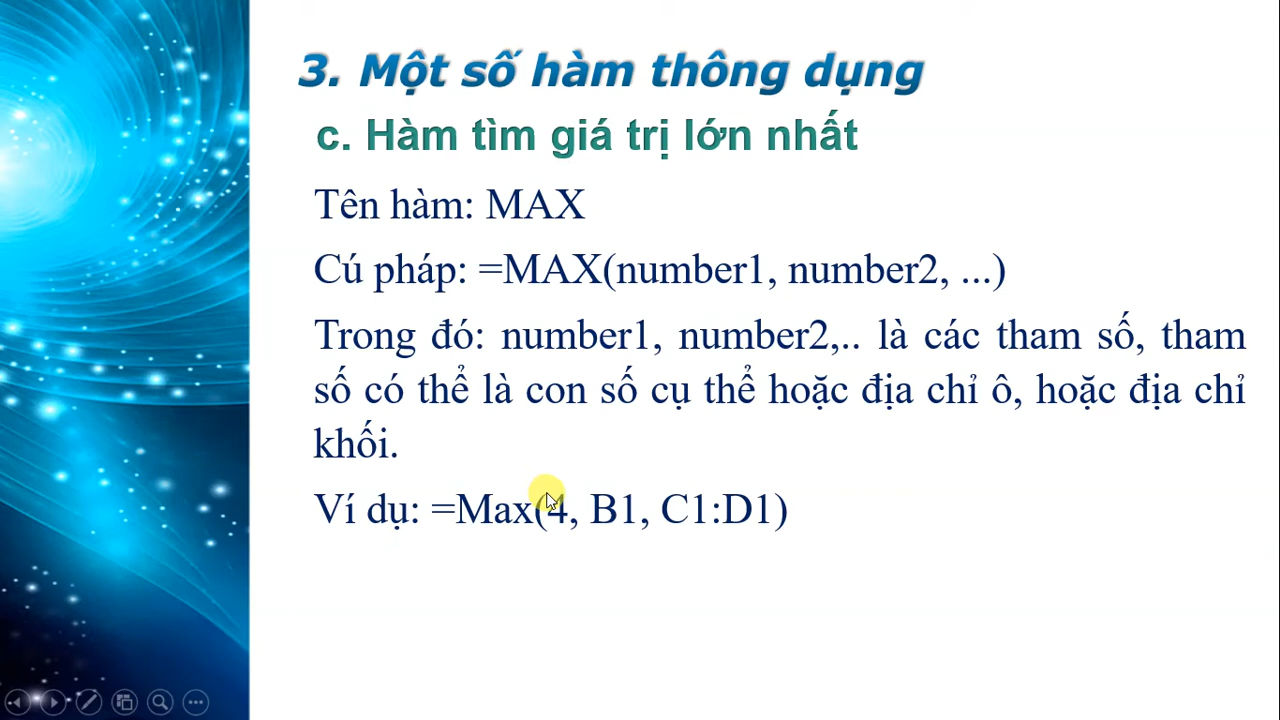 3. Một số hàm thông dụng
c. Hàm tìm giá trị lớn nhất
Tên hàm: MAX
Cú pháp: =MAX(number1, number2, ...)
Trong đó: number1, number2,.. là các tham số, tham
số có thể là con số cụ thể hoặc địa chỉ ô, hoặc địa chỉ
khối.
Ví dụ: =Max(4, B1, C1:D1)